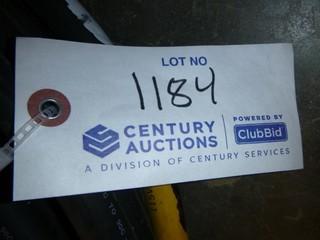 LOT NO
1184
CENTURY AUCTIONS
POWERED BY
ClubBid
A DIVISION OF CENTURY SERVICES